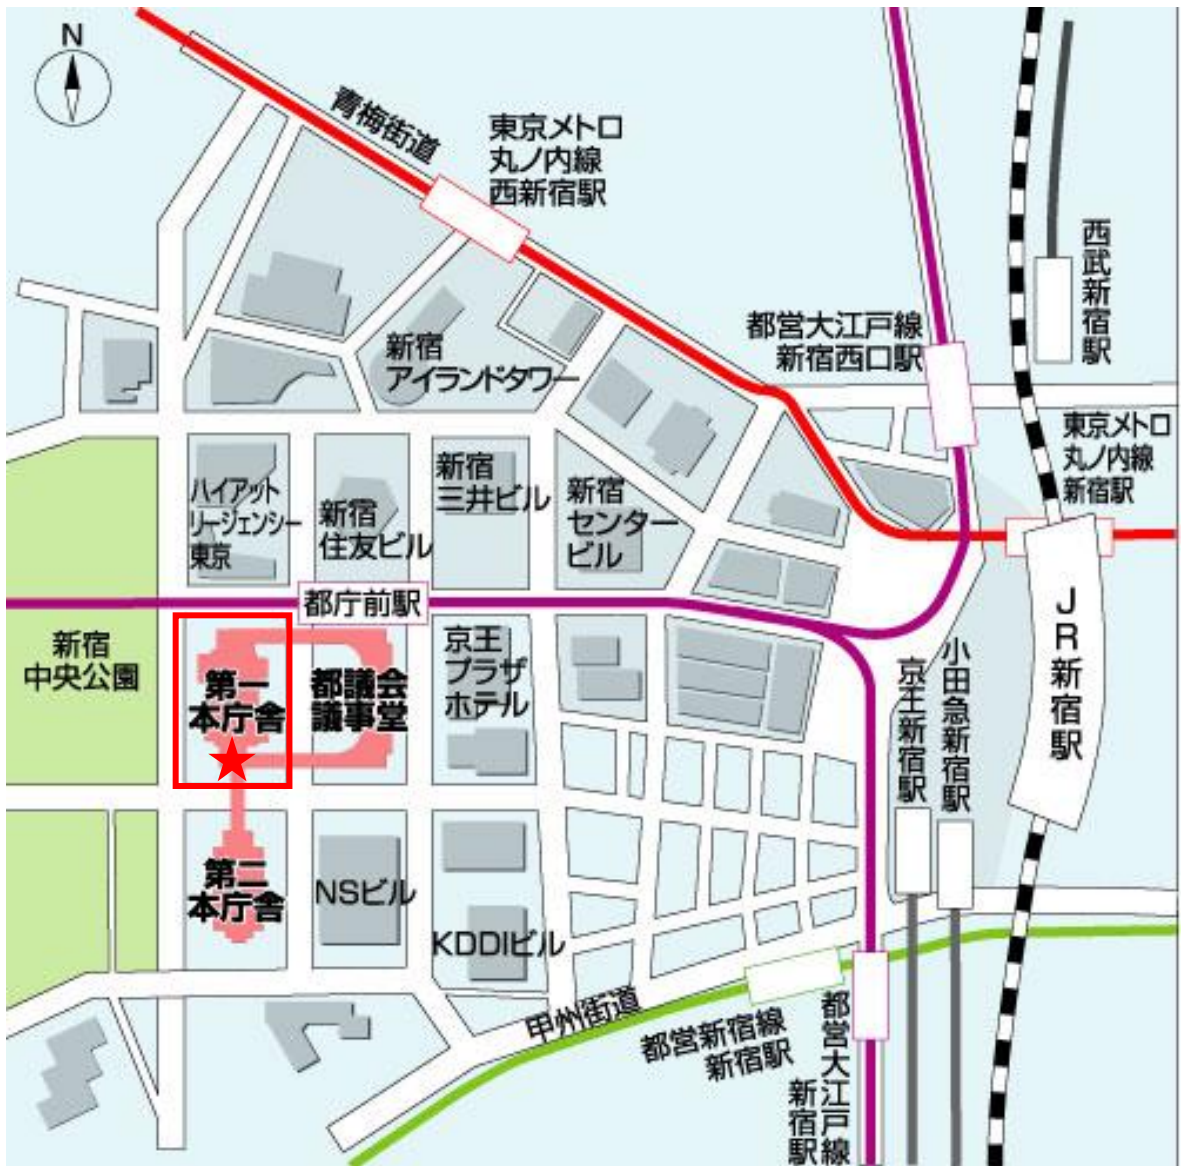 N
青梅街道
東京メトロ
丸ノ内線
西新宿駅
西武新宿駅
都営大江戸線
新宿西口駅
新宿
アイランドタワー
東京メトロ
丸ノ内線
新宿駅
ハイアット
リージェンシー
東京
新宿
住友ビル
新宿
三井ビル
新宿
センター
ビル
都庁前駅
新宿
中央公園
第一
本庁舎
都議会
議事堂
京王
プラザ
ホテル
京王新宿駅
小田急新宿駅
JR新宿駅
第二
本庁舎
NSビル
KDDIビル
甲州街道
都営新宿線
新宿駅
都営大江戸線
新宿駅